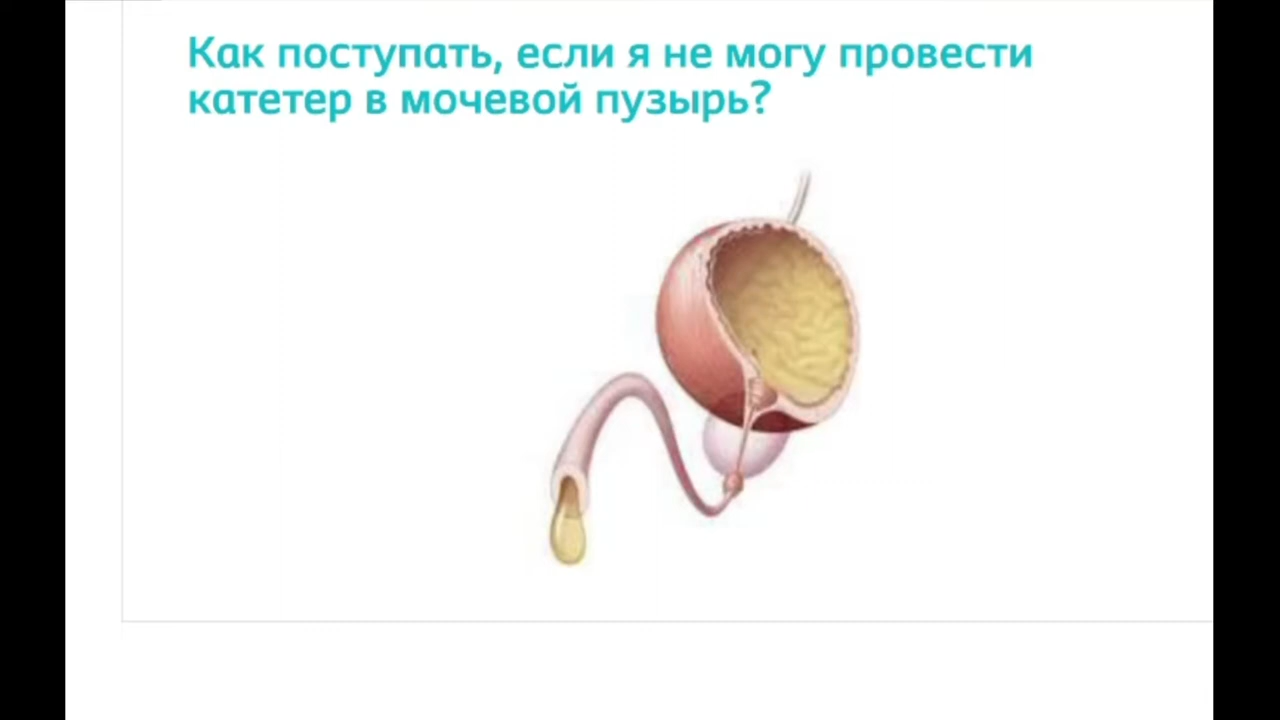 Как поступать, если я не могу провести
катетер в мочевой пузырь?